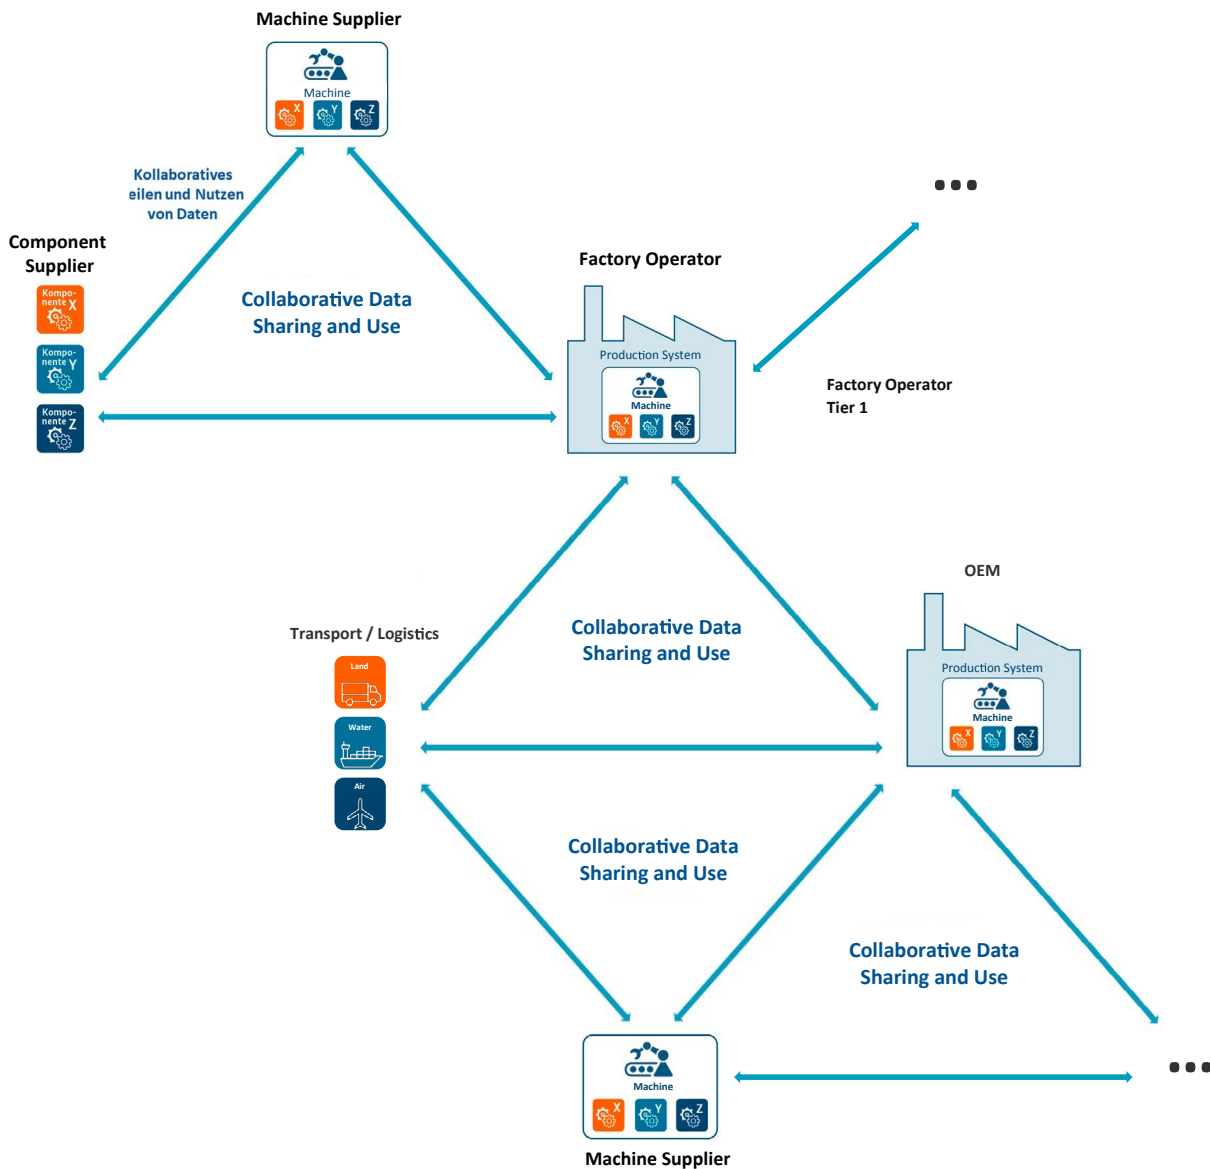 Machine Supplier
Machine
X Y Z
Kollaboratives
eilen und Nutzen
von Daten
Component
Supplier
Kompo-
nente X
Kompo-
nente Y
Kompo-
nente Z
Collaborative Data
Sharing and Use
Factory Operator
Production System
Machine
X Y Z
...
Factory Operator
Tier 1
Transport / Logistics
Land
Water
Air
Collaborative Data
Sharing and Use
OEM
Production System
Machine
X Y Z
Collaborative Data
Sharing and Use
Collaborative Data
Sharing and Use
...
Machine
X Y Z
Machine Supplier